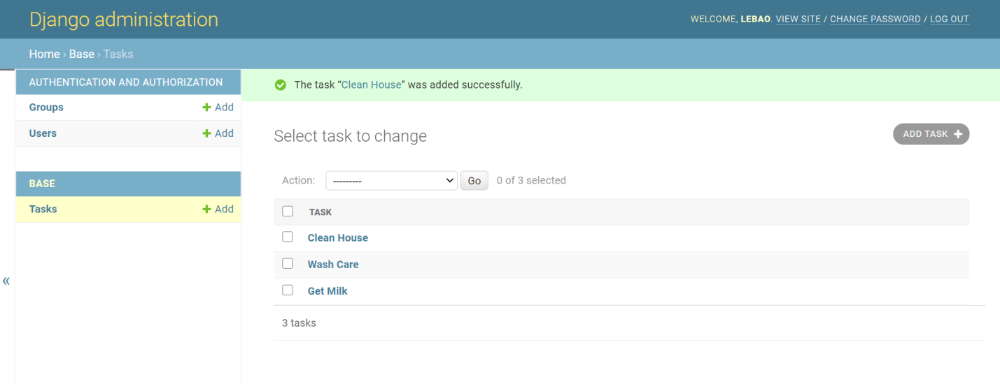 Django administration
WELCOME, LEBAO. VIEW SITE / CHANGE PASSWORD / LOG OUT
Home › Base › Tasks
AUTHENTICATION AND AUTHORIZATION
Groups + Add
Users + Add
BASE
Tasks + Add
«
The task “Clean House” was added successfully.
Select task to change
ADD TASK +
Action: --------- Go 0 of 3 selected
TASK
Clean House
Wash Care
Get Milk
3 tasks